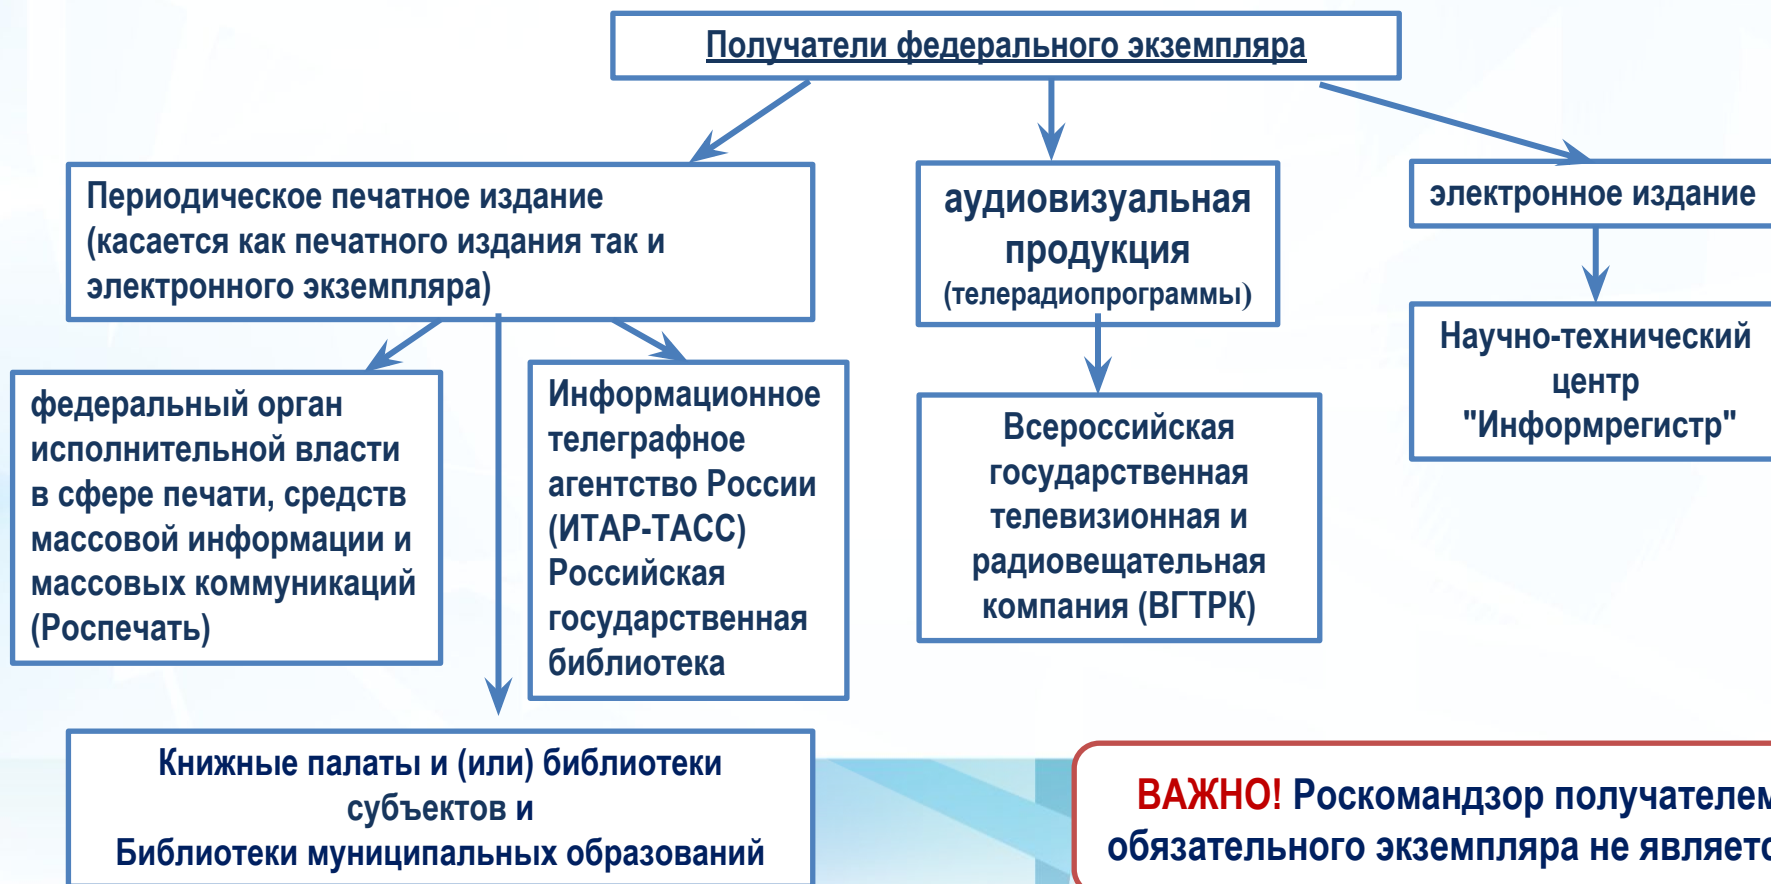 Получатели федерального экземпляра
Периодическое печатное издание
(касается как печатного издания так и
электронного экземпляра)
аудиовизуальная
продукция
(телерадиопрограммы)
электронное издание
федеральный орган
исполнительной власти
в сфере печати, средств
массовой информации и
массовых коммуникаций
(Роспечать)
Информационное
телеграфное
агентство России
(ИТАР-ТАСС)
Российская
государственная
библиотека
Всероссийская
государственная
телевизионная и
радиовещательная
компания (ВГТРК)
Научно-технический
центр
"Информрегистр"
Книжные палаты и (или) библиотеки
субъектов и
Библиотеки муниципальных образований
ВАЖНО! Роскомандзор получателем
обязательного экземпляра не являетс